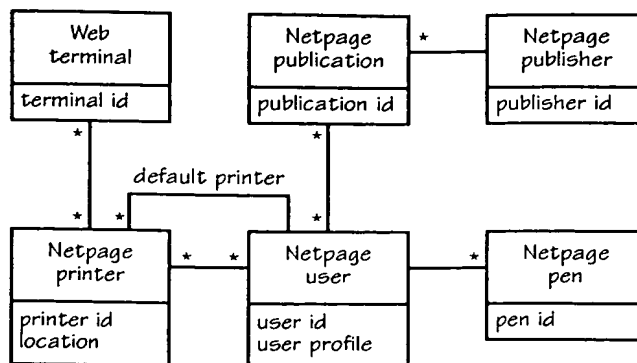 Web
terminal
terminal id
Netpage
publication
publication id
Netpage
publisher
publisher id
*
*
*
default printer
*
*
*
*
Netpage
printer
printer id
location
*
*
Netpage
user
user id
user profile
*
Netpage
pen
pen id